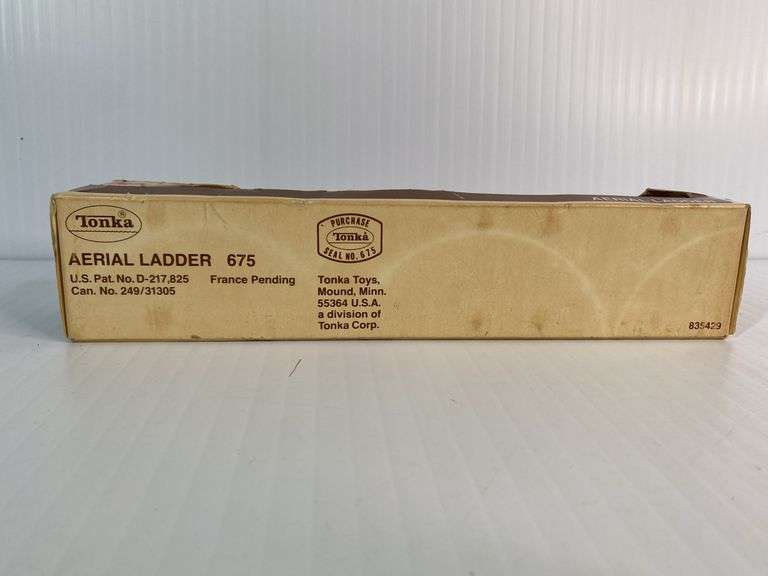 Tonka®
AERIAL LADDER 675
U.S. Pat. No. D-217,825 France Pending
Can. No. 249/31305
PURCHASE
Tonka
SEAL NO. 675
Tonka Toys,
Mound, Minn.
55364 U.S.A.
a division of
Tonka Corp.
835429
AERIAL